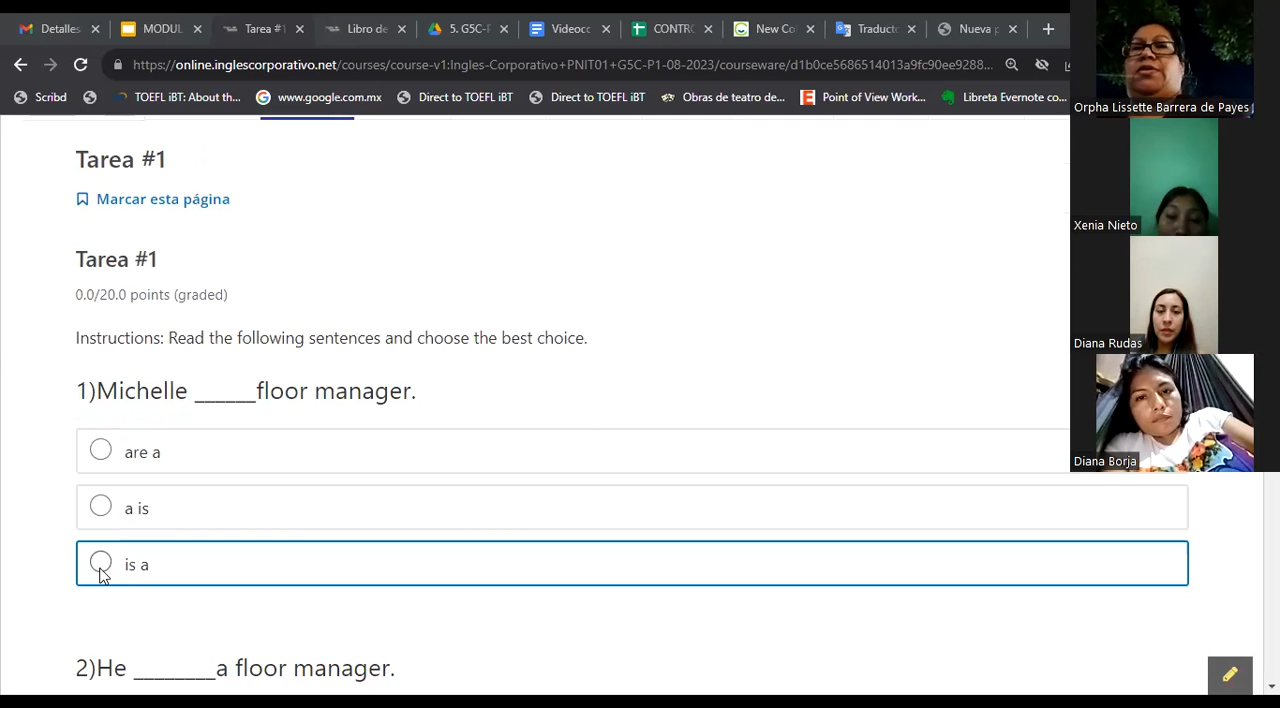 Detalles
MODUL
Tarea #1
Libro de
5. G5C-F
Videoco
CONTRO
New Co
Traducto
Nueva p
https://online.inglescorporativo.net/courses/course-v1:Ingles-Corporativo+PNIT01+G5C-P1-08-2023/courseware/d1b0ce5686514013a9fc90ee9288...
Scribd
TOEFL iBT: About th...
www.google.com.mx
Direct to TOEFL iBT
Direct to TOEFL iBT
Obras de teatro de...
Point of View Work...
Libreta Evernote co...
Orpha Lissette Barrera de Payes
Xenia Nieto
Diana Rudas
Diana Borja
Tarea #1
Marcar esta página
Tarea #1
0.0/20.0 points (graded)
Instructions: Read the following sentences and choose the best choice.
1)Michelle ______floor manager.
are a
a is
is a
2)He ________a floor manager.